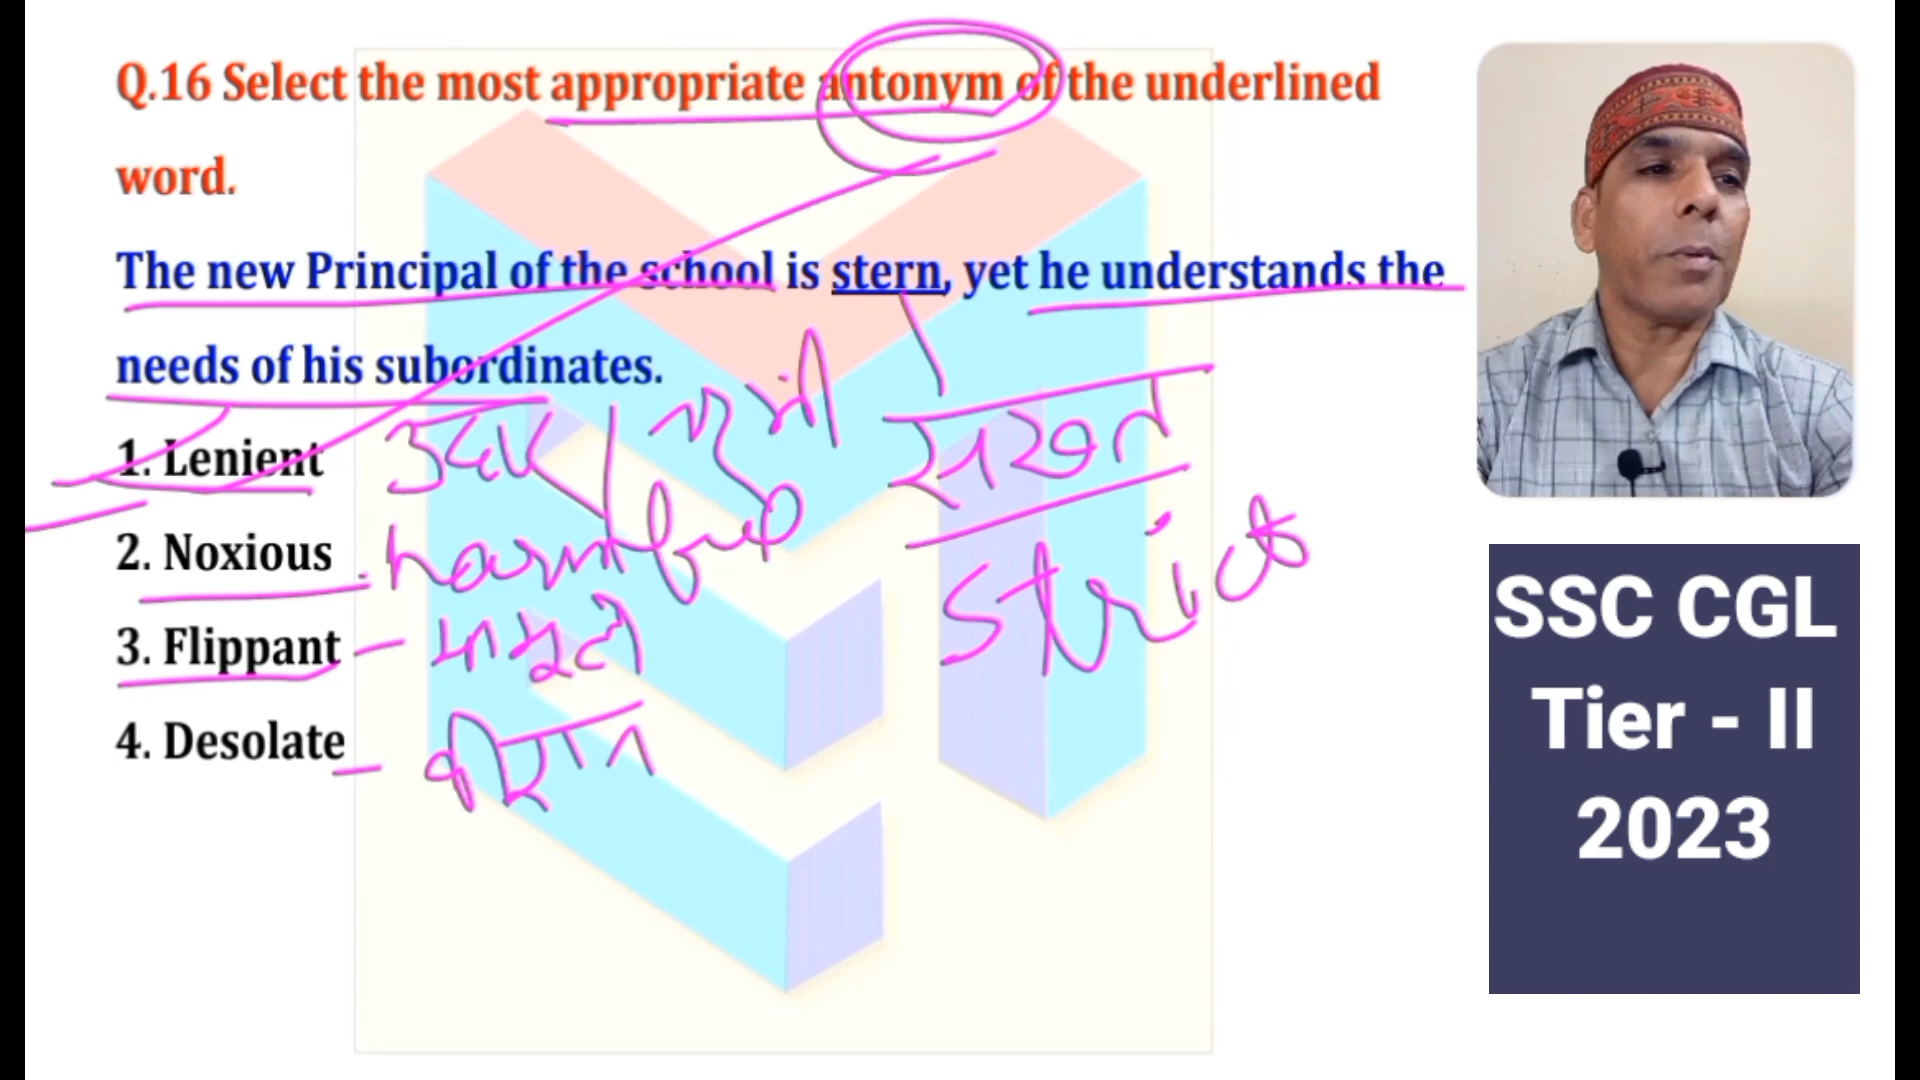 Q.16 Select the most appropriate antonym of the underlined
word.
The new Principal of the school is stern, yet he understands the
needs of his subordinates.
1. Lenient
2. Noxious harmful
3. Flippant
4. Desolate वीरान
सख्त
strict
SSC CGL
Tier - II
2023